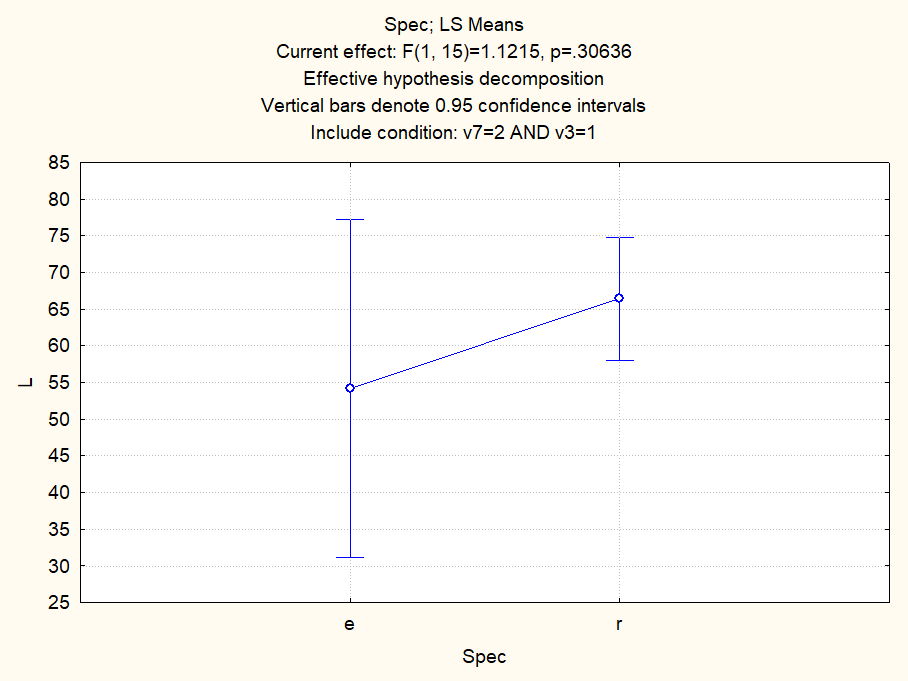 Spec; LS Means
Current effect: F(1, 15)=1.1215, p=.30636
Effective hypothesis decomposition
Vertical bars denote 0.95 confidence intervals
Include condition: v7=2 AND v3=1
85
80
75
70
65
60
55
50
45
40
35
30
25
L
e r
Spec